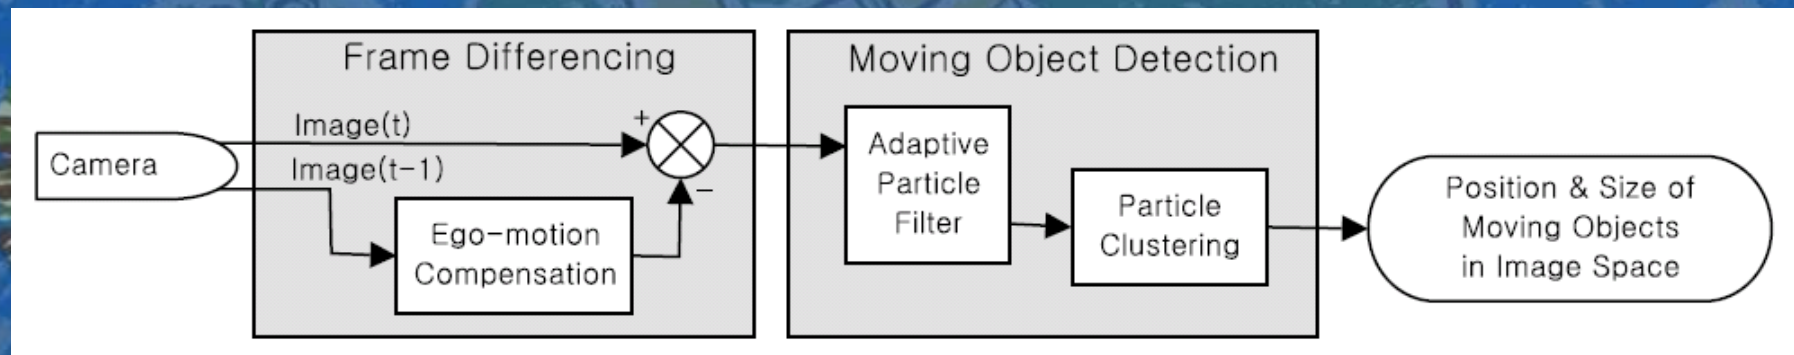 Frame Differencing
Moving Object Detection
Camera
Image(t)
Image(t-1)
+
−
Ego-motion
Compensation
Adaptive
Particle
Filter
Particle
Clustering
Position & Size of
Moving Objects
in Image Space